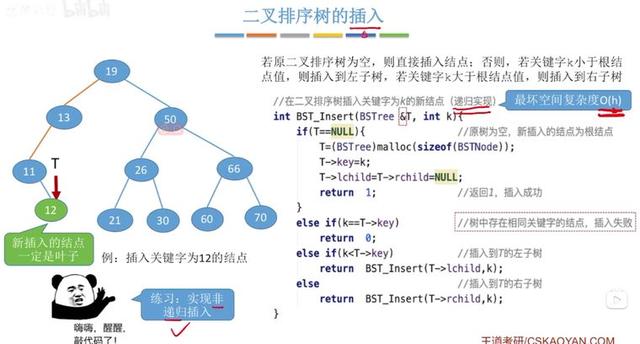 二叉排序树的插入
若原二叉排序树为空，则直接插入结点；否则，若关键字k小于根结
点值，则插入到左子树，若关键字k大于根结点值，则插入到右子树
//在二叉排序树插入关键字为k的新结点（递归实现）
最坏空间复杂度O(h)
int BST_Insert(BSTree &T, int k){
if(T==NULL){ //原树为空，新插入的结点为根结点
T=(BSTree)malloc(sizeof(BSTNode));
T->key=k;
T->lchild=T->rchild=NULL;
return 1; //返回1，插入成功
}
else if(k==T->key) //树中存在相同关键字的结点，插入失败
return 0;
else if(k<T->key) //插入到T的左子树
return BST_Insert(T->lchild,k);
else //插入到T的右子树
return BST_Insert(T->rchild,k);
}
19
13
50
T
11
26
66
12
21
30
60
70
新插入的结点
一定是叶子
例：插入关键字为12的结点
练习：实现非
递归插入
嗨嗨，醒醒，
敲代码了！
王道考研/CSKAOYAN.COM